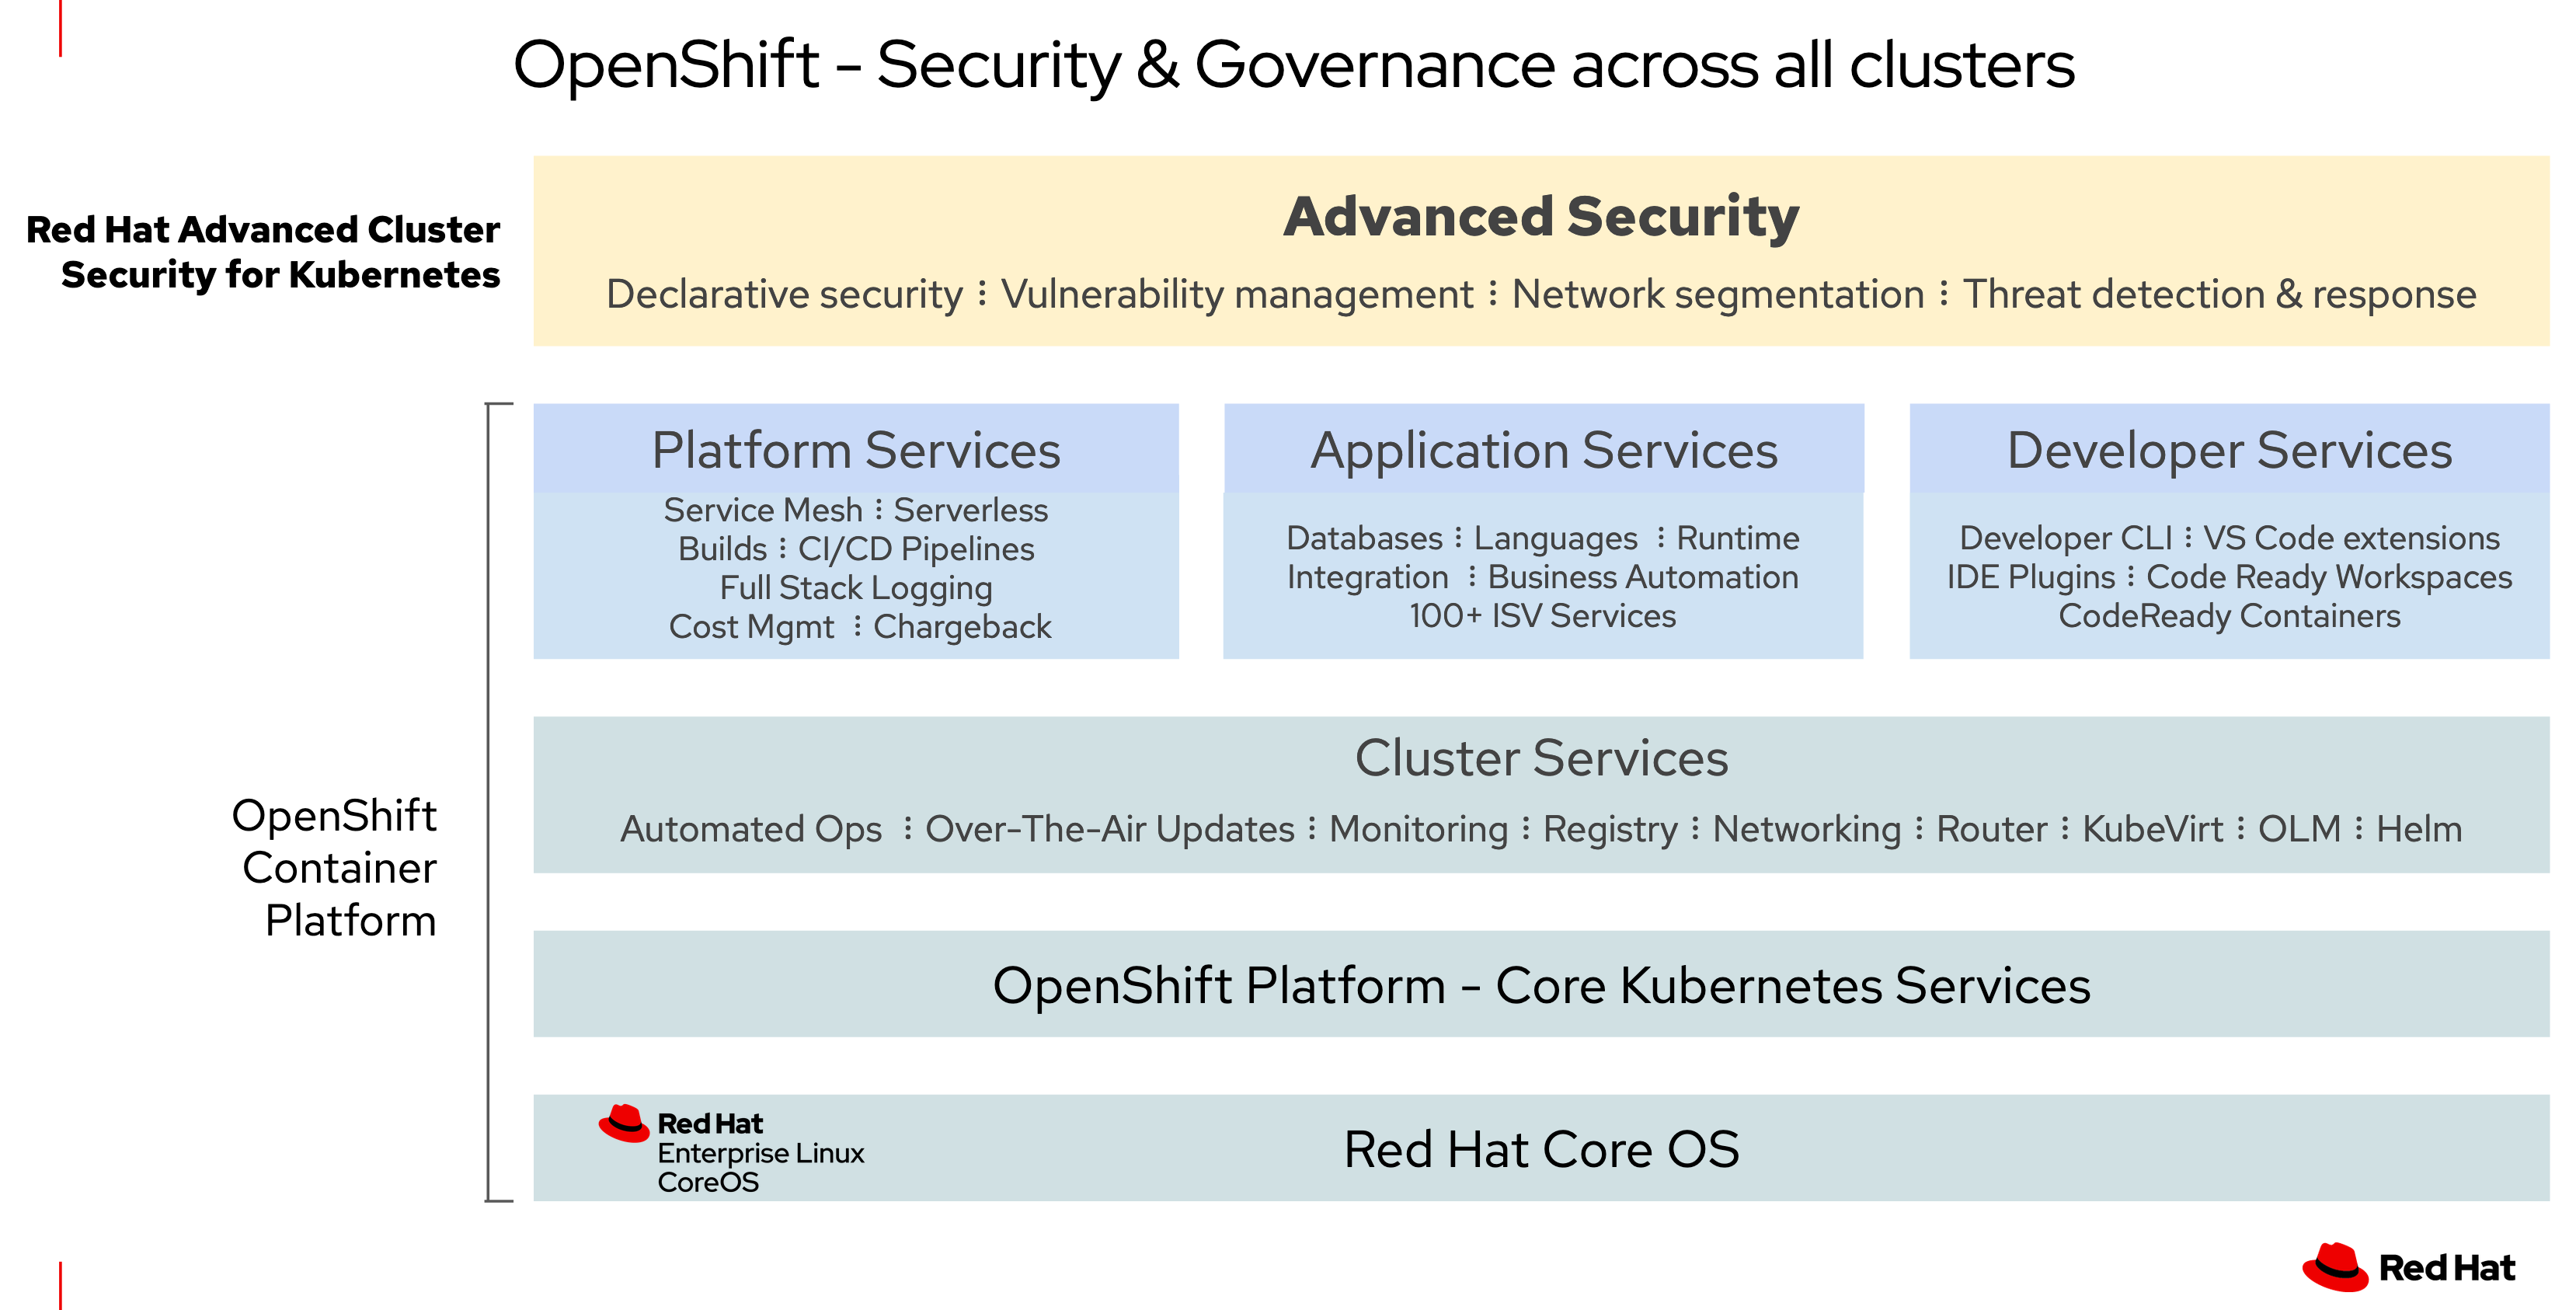 OpenShift - Security & Governance across all clusters
Red Hat Advanced Cluster
Security for Kubernetes
Advanced Security
Declarative security ⋮ Vulnerability management ⋮ Network segmentation ⋮ Threat detection & response
Platform Services
Service Mesh ⋮ Serverless
Builds ⋮ CI/CD Pipelines
Full Stack Logging
Cost Mgmt ⋮ Chargeback
Application Services
Databases ⋮ Languages ⋮ Runtime
Integration ⋮ Business Automation
100+ ISV Services
Developer Services
Developer CLI ⋮ VS Code extensions
IDE Plugins ⋮ Code Ready Workspaces
CodeReady Containers
OpenShift
Container
Platform
Cluster Services
Automated Ops ⋮ Over-The-Air Updates ⋮ Monitoring ⋮ Registry ⋮ Networking ⋮ Router ⋮ KubeVirt ⋮ OLM ⋮ Helm
OpenShift Platform - Core Kubernetes Services
Red Hat
Enterprise Linux
CoreOS
Red Hat Core OS
Red Hat